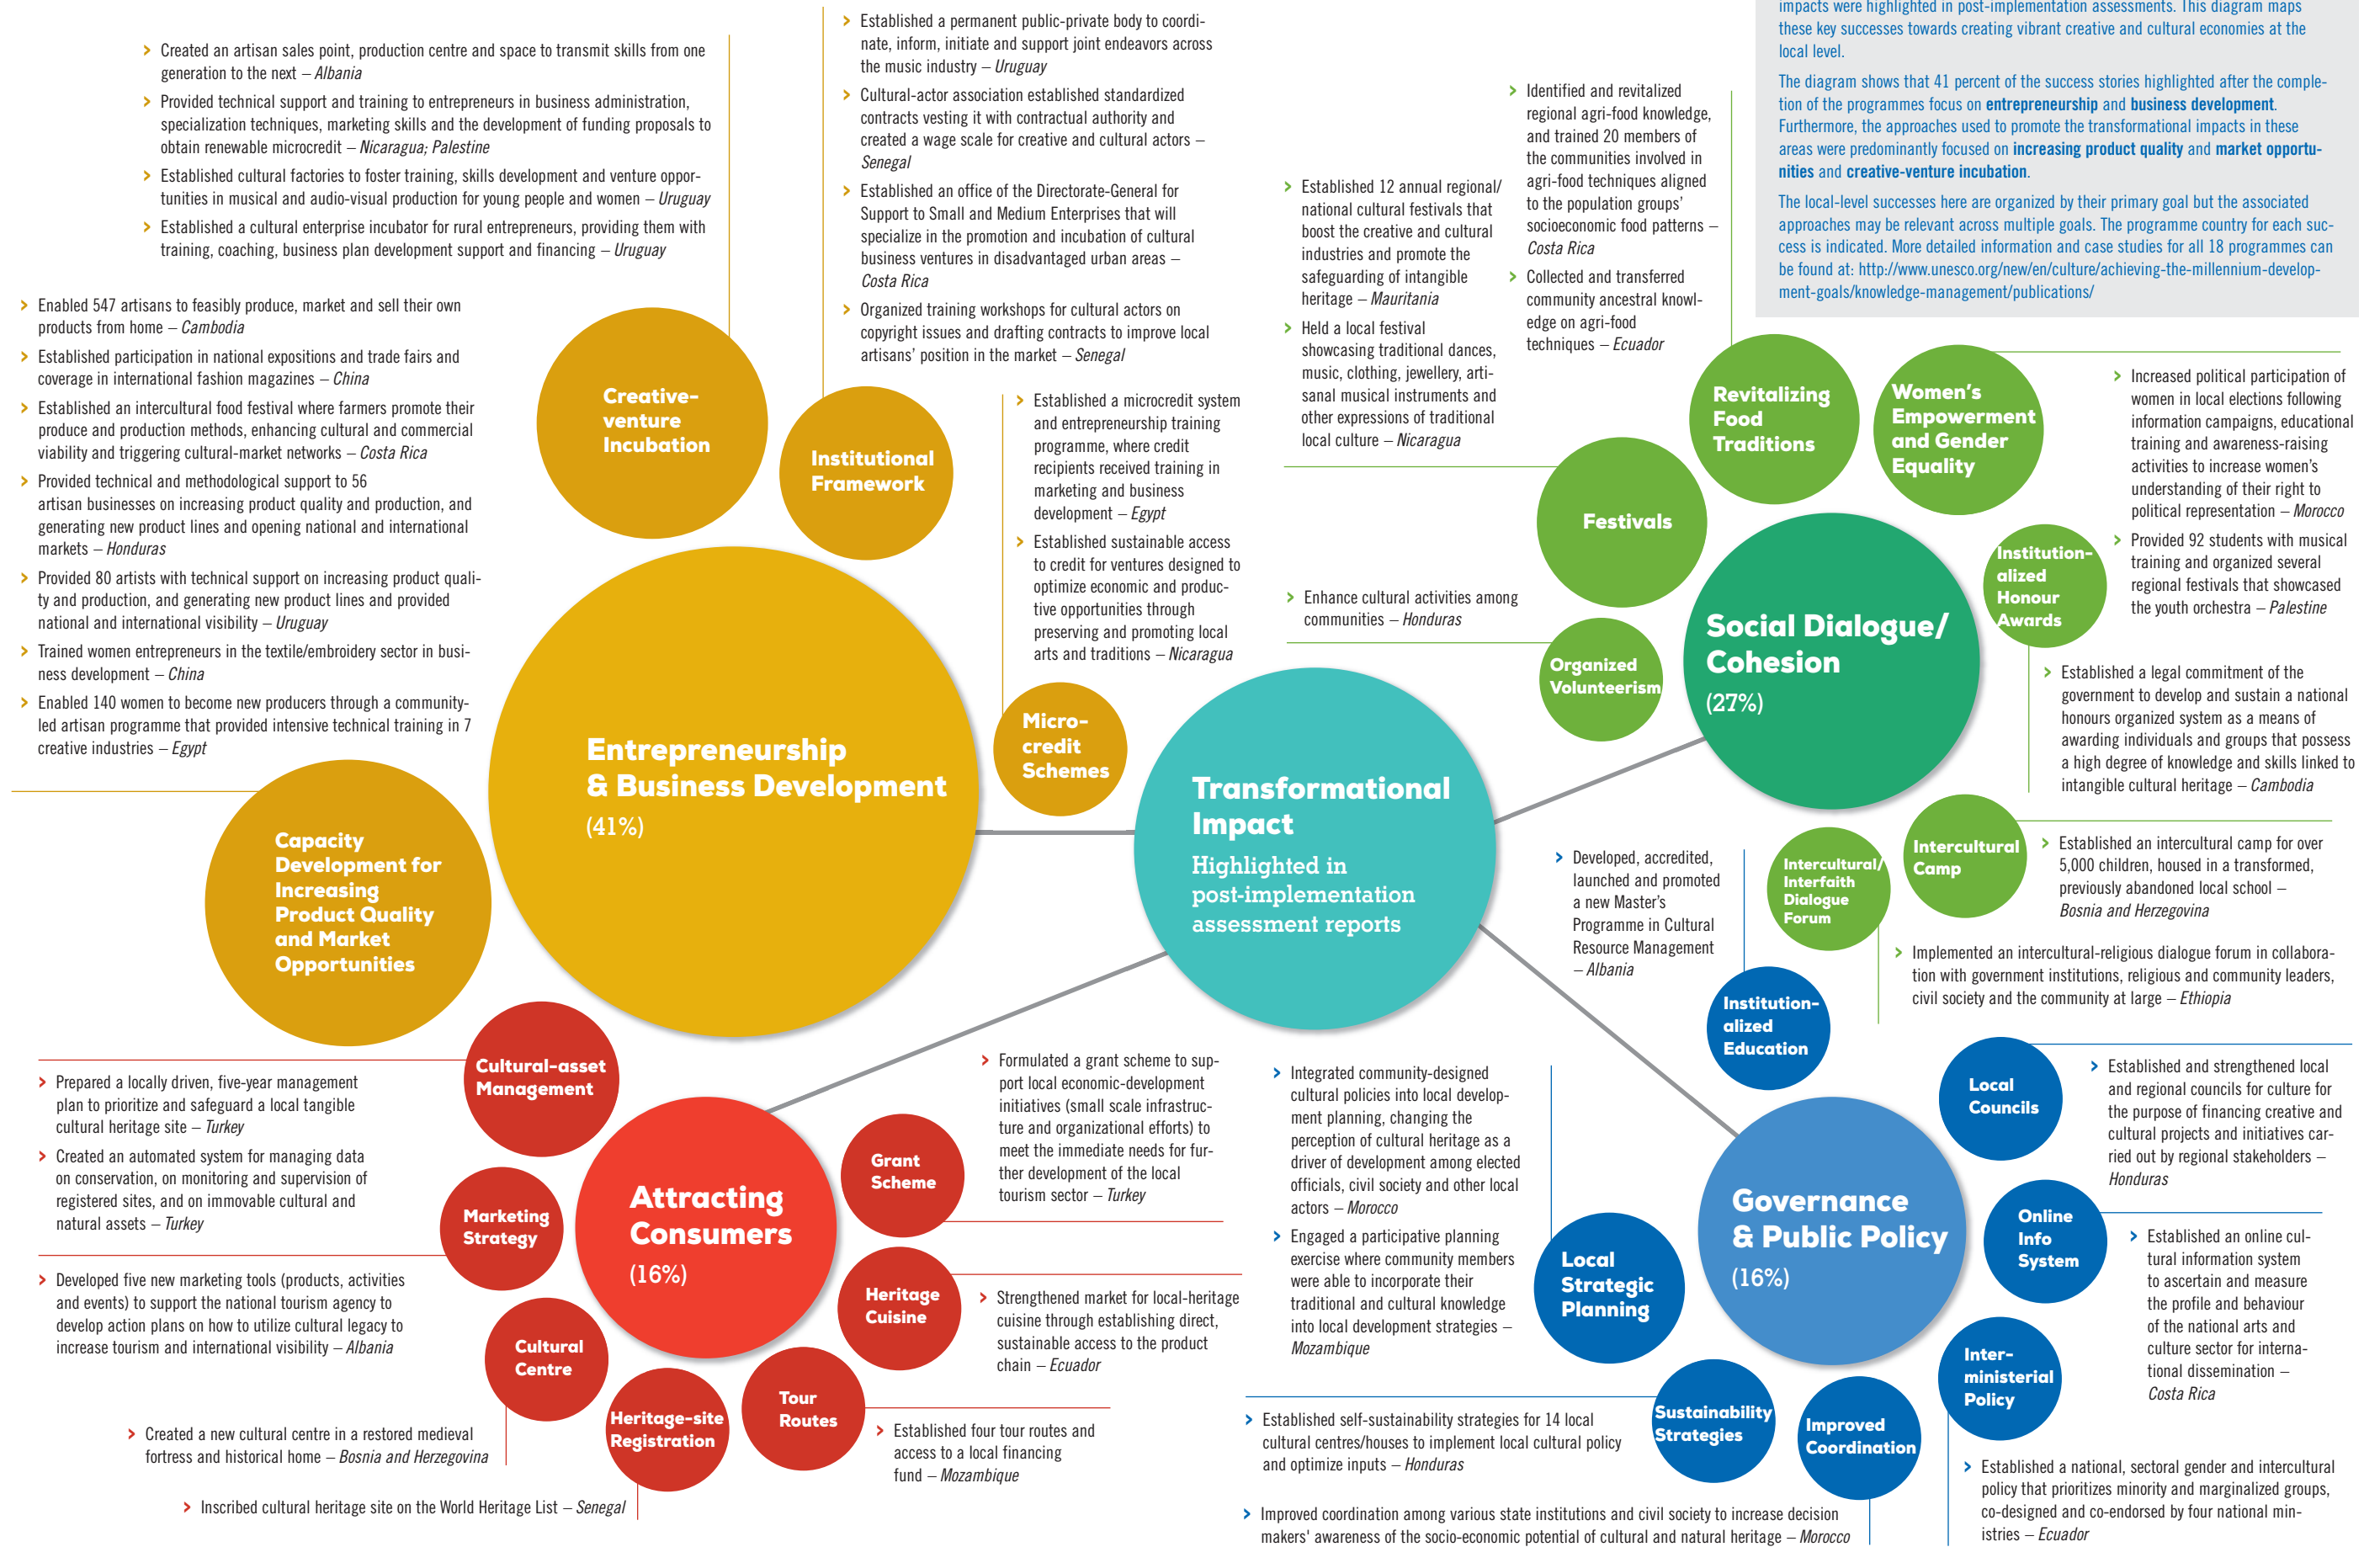 impacts were highlighted in post-implementation assessments. This diagram maps
these key successes towards creating vibrant creative and cultural economies at the
local level.
The diagram shows that 41 percent of the success stories highlighted after the comple-
tion of the programmes focus on entrepreneurship and business development.
Furthermore, the approaches used to promote the transformational impacts in these
areas were predominantly focused on increasing product quality and market opportu-
nities and creative-venture incubation.
The local-level successes here are organized by their primary goal but the associated
approaches may be relevant across multiple goals. The programme country for each suc-
cess is indicated. More detailed information and case studies for all 18 programmes can
be found at: http://www.unesco.org/new/en/culture/achieving-the-millennium-develop-
ment-goals/knowledge-management/publications/
> Created an artisan sales point, production centre and space to transmit skills from one
generation to the next – Albania
> Provided technical support and training to entrepreneurs in business administration,
specialization techniques, marketing skills and the development of funding proposals to
obtain renewable microcredit – Nicaragua; Palestine
> Established cultural factories to foster training, skills development and venture oppor-
tunities in musical and audio-visual production for young people and women – Uruguay
> Established a cultural enterprise incubator for rural entrepreneurs, providing them with
training, coaching, business plan development support and financing – Uruguay
Creative-
venture
Incubation
> Established a permanent public-private body to coordi-
nate, inform, initiate and support joint endeavors across
the music industry – Uruguay
> Cultural-actor association established standardized
contracts vesting it with contractual authority and
created a wage scale for creative and cultural actors –
Senegal
> Established an office of the Directorate-General for
Support to Small and Medium Enterprises that will
specialize in the promotion and incubation of cultural
business ventures in disadvantaged urban areas –
Costa Rica
> Organized training workshops for cultural actors on
copyright issues and drafting contracts to improve local
artisans' position in the market – Senegal
Institutional
Framework
> Enabled 547 artisans to feasibly produce, market and sell their own
products from home – Cambodia
> Established participation in national expositions and trade fairs and
coverage in international fashion magazines – China
> Established an intercultural food festival where farmers promote their
produce and production methods, enhancing cultural and commercial
viability and triggering cultural-market networks – Costa Rica
> Provided technical and methodological support to 56
artisan businesses on increasing product quality and production, and
generating new product lines and opening national and international
markets – Honduras
> Provided 80 artists with technical support on increasing product quali-
ty and production, and generating new product lines and provided
national and international visibility – Uruguay
> Trained women entrepreneurs in the textile/embroidery sector in busi-
ness development – China
> Enabled 140 women to become new producers through a community-
led artisan programme that provided intensive technical training in 7
creative industries – Egypt
Capacity
Development for
Increasing
Product Quality
and Market
Opportunities
> Established a microcredit system
and entrepreneurship training
programme, where credit
recipients received training in
marketing and business
development – Egypt
> Established sustainable access
to credit for ventures designed to
optimize economic and produc-
tive opportunities through
preserving and promoting local
arts and traditions – Nicaragua
Micro-
credit
Schemes
Entrepreneurship
& Business Development
(41%)
Transformational
Impact
Highlighted in
post-implementation
assessment reports
> Established 12 annual regional/
national cultural festivals that
boost the creative and cultural
industries and promote the
safeguarding of intangible
heritage – Mauritania
> Held a local festival
showcasing traditional dances,
music, clothing, jewellery, arti-
sanal musical instruments and
other expressions of traditional
local culture – Nicaragua
Festivals
> Identified and revitalized
regional agri-food knowledge,
and trained 20 members of
the communities involved in
agri-food techniques aligned
to the population groups'
socioeconomic food patterns –
Costa Rica
> Collected and transferred
community ancestral knowl-
edge on agri-food
techniques – Ecuador
Revitalizing
Food
Traditions
Women's
Empowerment
and Gender
Equality
> Increased political participation of
women in local elections following
information campaigns, educational
training and awareness-raising
activities to increase women's
understanding of their right to
political representation – Morocco
> Provided 92 students with musical
training and organized several
regional festivals that showcased
the youth orchestra – Palestine
> Enhance cultural activities among
communities – Honduras
Organized
Volunteerism
Social Dialogue/
Cohesion
(27%)
Institution-
alized
Honour
Awards
> Established a legal commitment of the
government to develop and sustain a national
honours organized system as a means of
awarding individuals and groups that possess
a high degree of knowledge and skills linked to
intangible cultural heritage – Cambodia
Intercultural
Camp
> Established an intercultural camp for over
5,000 children, housed in a transformed,
previously abandoned local school –
Bosnia and Herzegovina
Intercultural/
Interfaith
Dialogue
Forum
> Implemented an intercultural-religious dialogue forum in collabora-
tion with government institutions, religious and community leaders,
civil society and the community at large – Ethiopia
> Developed, accredited,
launched and promoted
a new Master's
Programme in Cultural
Resource Management
– Albania
Institution-
alized
Education
Cultural-asset
Management
> Prepared a locally driven, five-year management
plan to prioritize and safeguard a local tangible
cultural heritage site – Turkey
> Created an automated system for managing data
on conservation, on monitoring and supervision of
registered sites, and on immovable cultural and
natural assets – Turkey
Marketing
Strategy
> Developed five new marketing tools (products, activities
and events) to support the national tourism agency to
develop action plans on how to utilize cultural legacy to
increase tourism and international visibility – Albania
Cultural
Centre
> Created a new cultural centre in a restored medieval
fortress and historical home – Bosnia and Herzegovina
Heritage-site
Registration
> Inscribed cultural heritage site on the World Heritage List – Senegal
Attracting
Consumers
(16%)
Grant
Scheme
> Formulated a grant scheme to sup-
port local economic-development
initiatives (small scale infrastruc-
ture and organizational efforts) to
meet the immediate needs for fur-
ther development of the local
tourism sector – Turkey
Heritage
Cuisine
> Strengthened market for local-heritage
cuisine through establishing direct,
sustainable access to the product
chain – Ecuador
Tour
Routes
> Established four tour routes and
access to a local financing
fund – Mozambique
> Integrated community-designed
cultural policies into local develop-
ment planning, changing the
perception of cultural heritage as a
driver of development among elected
officials, civil society and other local
actors – Morocco
> Engaged a participative planning
exercise where community members
were able to incorporate their
traditional and cultural knowledge
into local development strategies –
Mozambique
Local
Strategic
Planning
Governance
& Public Policy
(16%)
Local
Councils
> Established and strengthened local
and regional councils for culture for
the purpose of financing creative and
cultural projects and initiatives car-
ried out by regional stakeholders –
Honduras
Online
Info
System
> Established an online cul-
tural information system
to ascertain and measure
the profile and behaviour
of the national arts and
culture sector for interna-
tional dissemination –
Costa Rica
Inter-
ministerial
Policy
> Established a national, sectoral gender and intercultural
policy that prioritizes minority and marginalized groups,
co-designed and co-endorsed by four national min-
istries – Ecuador
Sustainability
Strategies
> Established self-sustainability strategies for 14 local
cultural centres/houses to implement local cultural policy
and optimize inputs – Honduras
Improved
Coordination
> Improved coordination among various state institutions and civil society to increase decision
makers' awareness of the socio-economic potential of cultural and natural heritage – Morocco